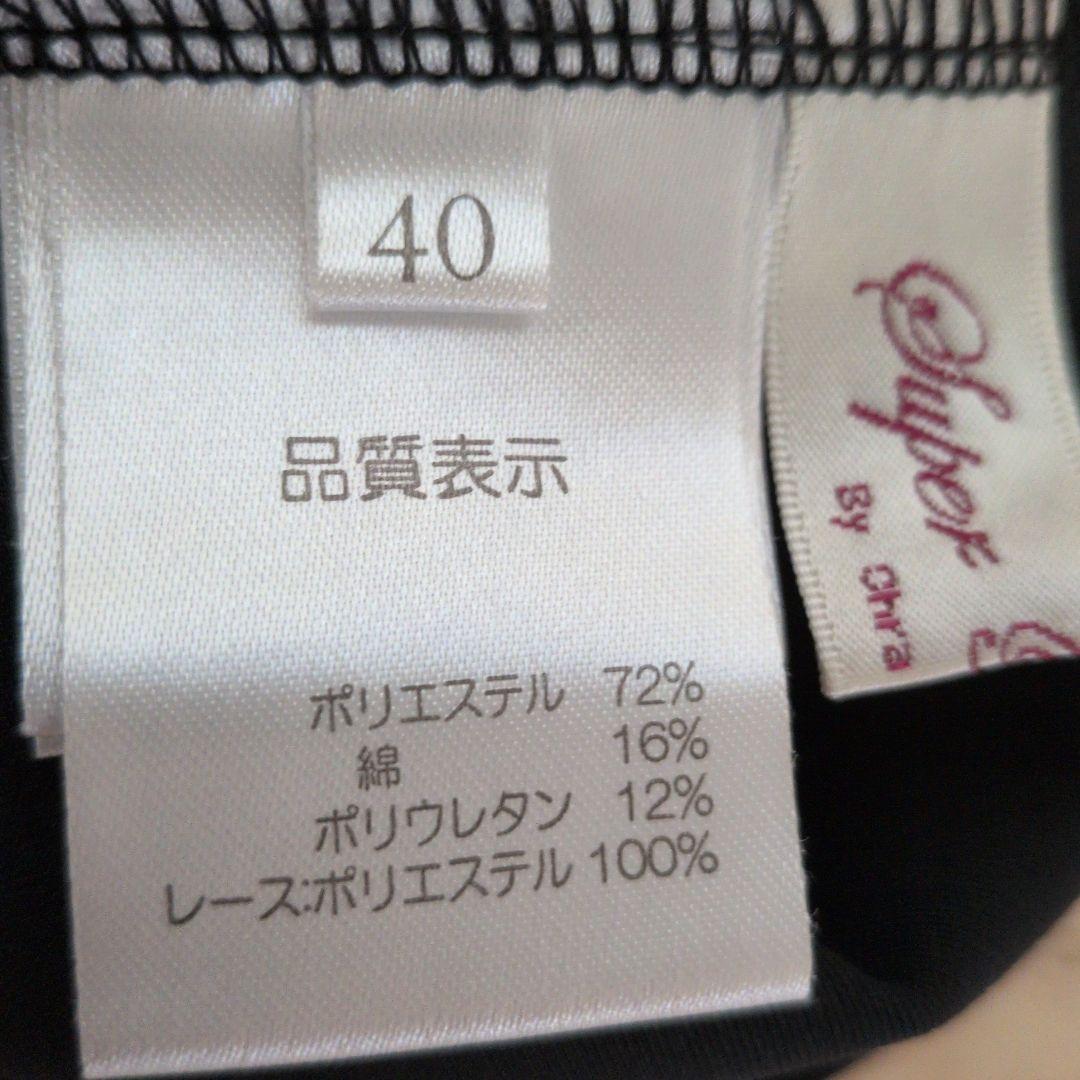 40
品質表示
ポリエステル 72%
綿 16%
ポリウレタン 12%
レース:ポリエステル 100%
Super
By Chr'a